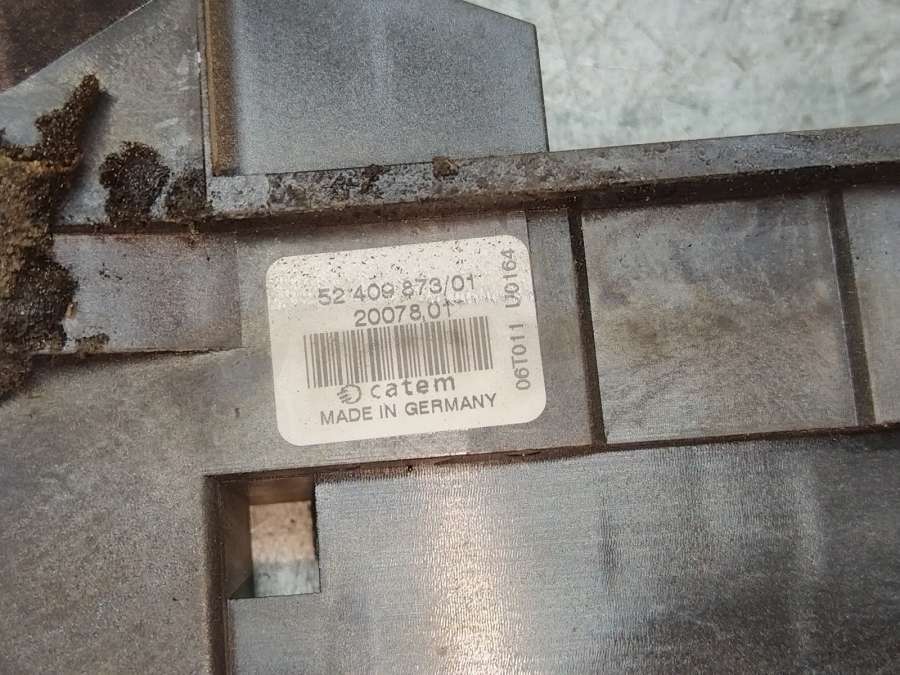 52 409 873/01
20078,01
catem
MADE IN GERMANY
06T011 U0164